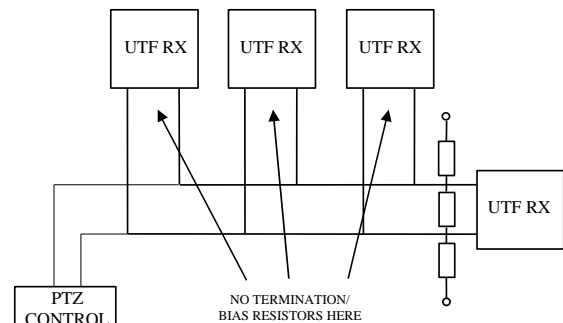 UTF RX
UTF RX
UTF RX
UTF RX
PTZ
CONTROL
NO TERMINATION/
BIAS RESISTORS HERE